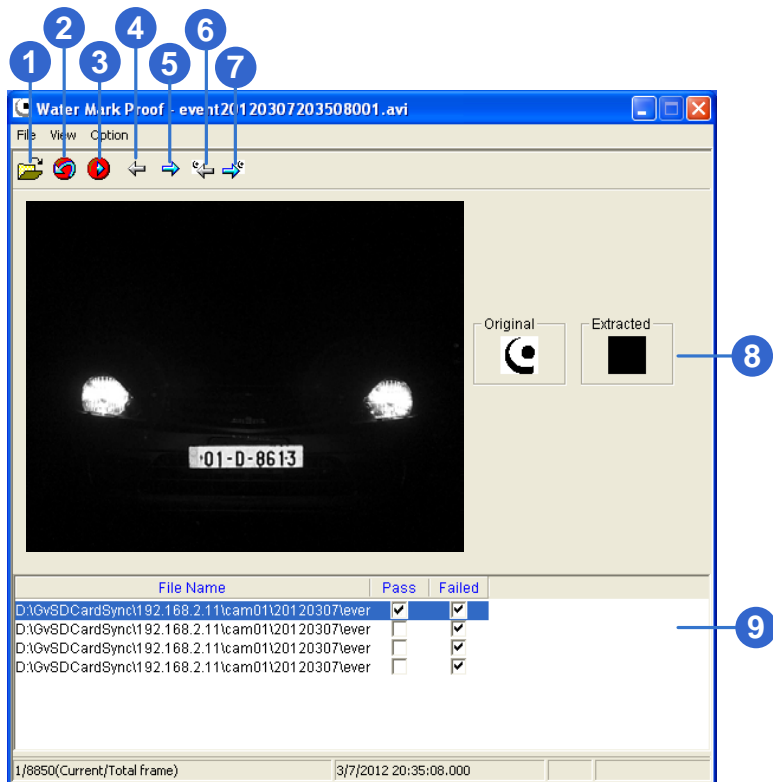 2
4
6
1
3
5
7
Water Mark Proof - event20120307203508001.avi
File View Option
Original
Extracted
8
01-D-8613
File Name Pass Failed
D:\GvSDCardSync\192.168.2.11\cam01\20120307\ever
D:\GvSDCardSync\192.168.2.11\cam01\20120307\ever
D:\GvSDCardSync\192.168.2.11\cam01\20120307\ever
D:\GvSDCardSync\192.168.2.11\cam01\20120307\ever
9
1/8850(Current/Total frame) 3/7/2012 20:35:08.000